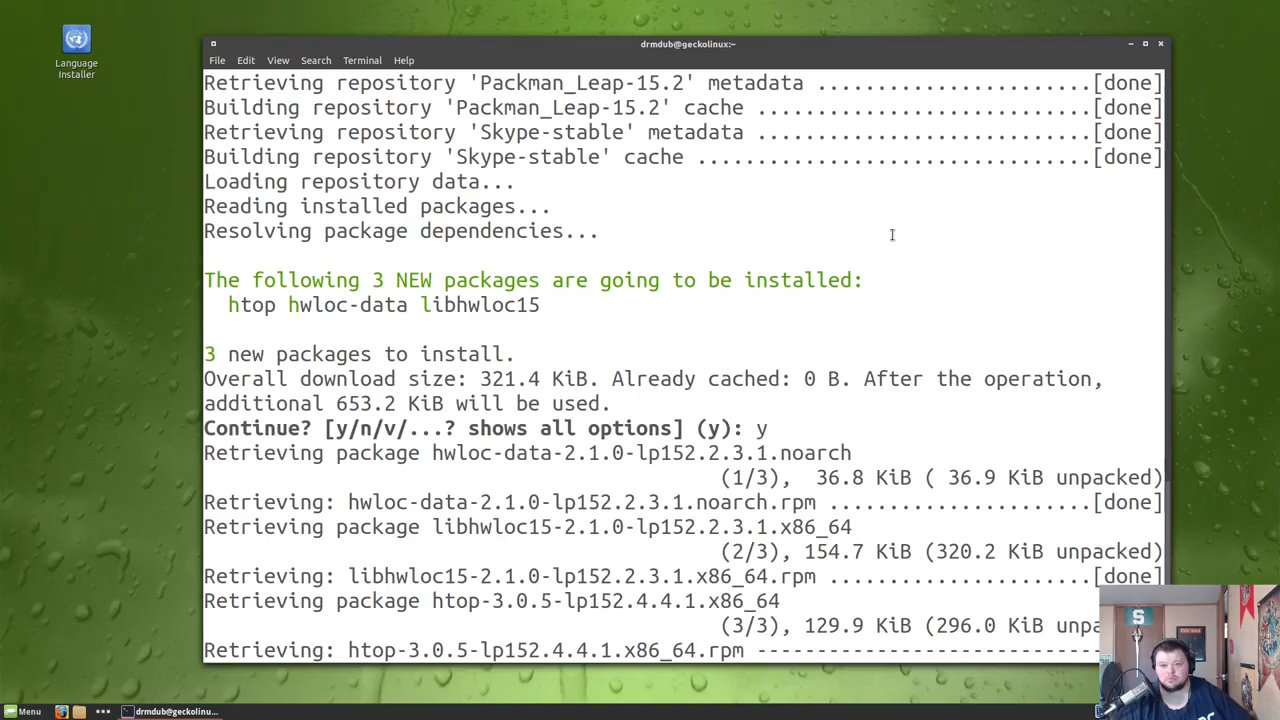 Language
Installer
drmdub@geckolinux:~
File Edit View Search Terminal Help
Retrieving repository 'Packman_Leap-15.2' metadata .......................[done]
Building repository 'Packman_Leap-15.2' cache ............................[done]
Retrieving repository 'Skype-stable' metadata ............................[done]
Building repository 'Skype-stable' cache .................................[done]
Loading repository data...
Reading installed packages...
Resolving package dependencies...
The following 3 NEW packages are going to be installed:
htop hwloc-data libhwloc15
3 new packages to install.
Overall download size: 321.4 KiB. Already cached: 0 B. After the operation,
additional 653.2 KiB will be used.
Continue? [y/n/v/...? shows all options] (y): y
Retrieving package hwloc-data-2.1.0-lp152.2.3.1.noarch
(1/3), 36.8 KiB ( 36.9 KiB unpacked)
Retrieving: hwloc-data-2.1.0-lp152.2.3.1.noarch.rpm ......................[done]
Retrieving package libhwloc15-2.1.0-lp152.2.3.1.x86_64
(2/3), 154.7 KiB (320.2 KiB unpacked)
Retrieving: libhwloc15-2.1.0-lp152.2.3.1.x86_64.rpm ......................[done]
Retrieving package htop-3.0.5-lp152.4.4.1.x86_64
(3/3), 129.9 KiB (296.0 KiB unpa
Retrieving: htop-3.0.5-lp152.4.4.1.x86_64.rpm -----------------------------
S
Menu
drmdub@geckolinu...